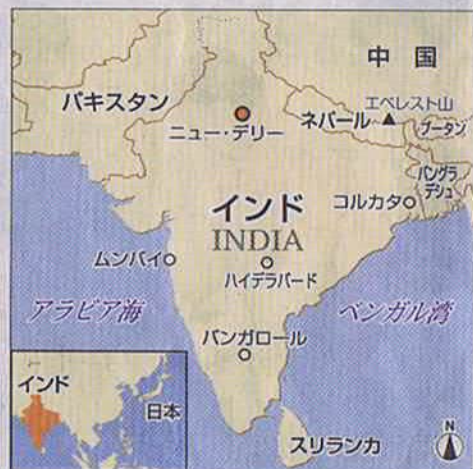 中国
パキスタン
エベレスト山
ネパール
ブータン
ニュー・デリー
バングラ
デシュ
インド
INDIA
コルカタ
ムンバイ
ハイデラバード
アラビア海
ベンガル湾
バンガロール
インド
日本
スリランカ
N